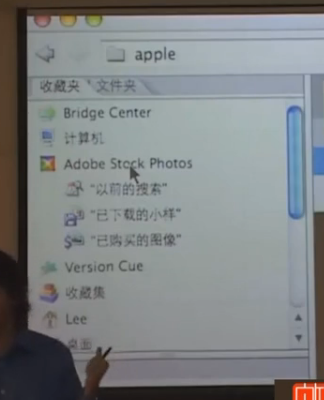 apple
收藏夹 文件夹
Bridge Center
计算机
Adobe Stock Photos
“以前的搜索”
“已下载的小样”
“已购买的图像”
Version Cue
收藏集
Lee
桌面